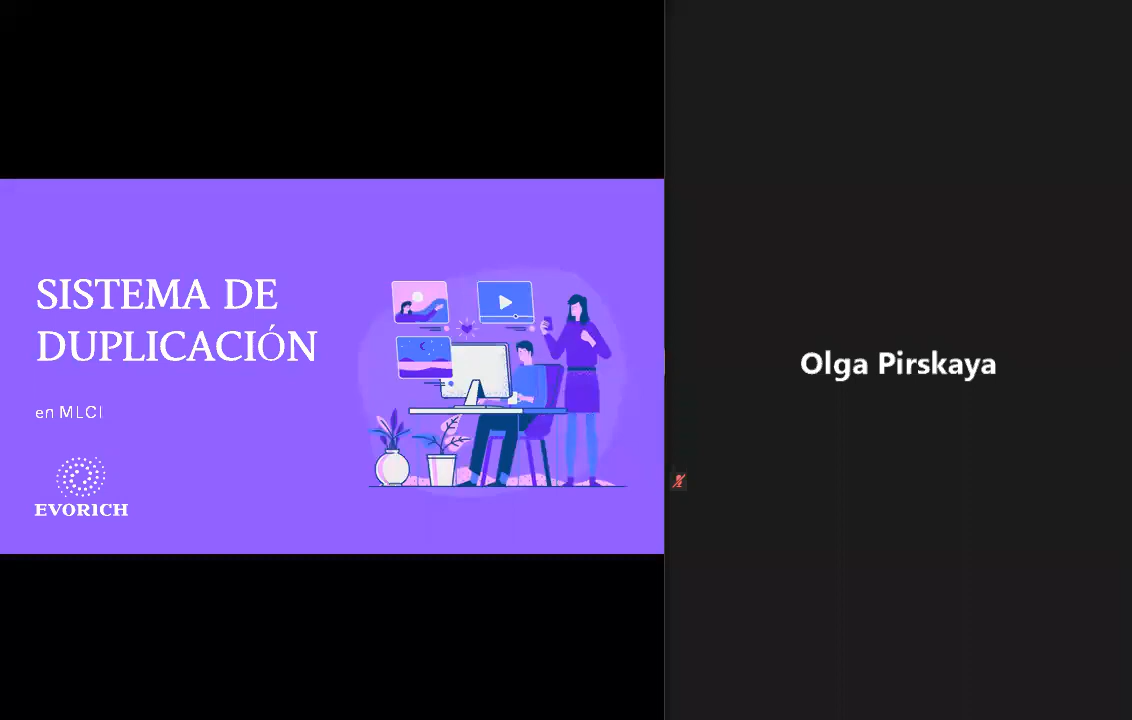 SISTEMA DE
DUPLICACIÓN
en MLCI
EVORICH
Olga Pirskaya